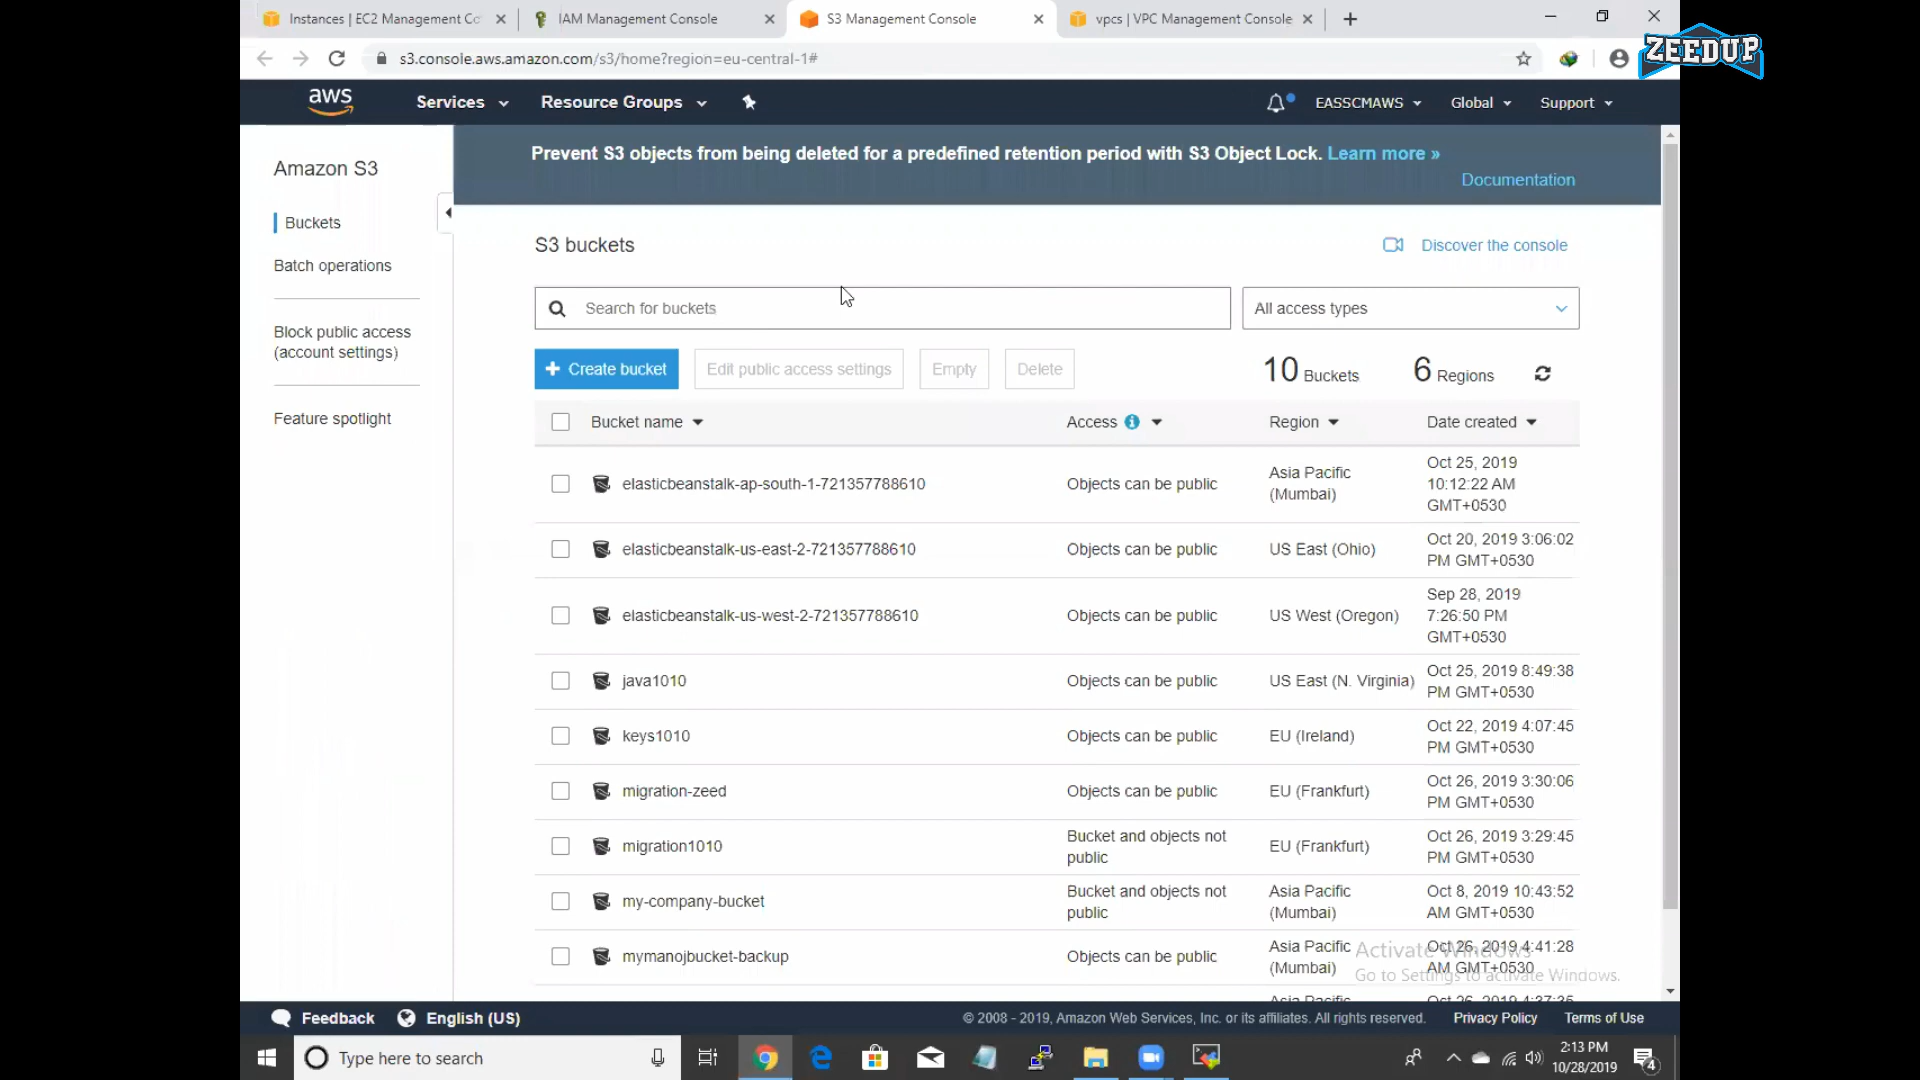 Instances | EC2 Management Co
IAM Management Console
S3 Management Console
vpcs | VPC Management Console
ZEEDUP
s3.console.aws.amazon.com/s3/home?region=eu-central-1#
aws
Services
Resource Groups
EASSCMAWS
Global
Support
Amazon S3
Buckets
Batch operations
Block public access
(account settings)
Feature spotlight
Prevent S3 objects from being deleted for a predefined retention period with S3 Object Lock. Learn more »
Documentation
S3 buckets
Discover the console
Search for buckets
All access types
+ Create bucket
Edit public access settings
Empty
Delete
10 Buckets
6 Regions
Bucket name
Access
Region
Date created
elasticbeanstalk-ap-south-1-721357788610
Objects can be public
Asia Pacific
(Mumbai)
Oct 25, 2019
10:12:22 AM
GMT+0530
elasticbeanstalk-us-east-2-721357788610
Objects can be public
US East (Ohio)
Oct 20, 2019 3:06:02
PM GMT+0530
elasticbeanstalk-us-west-2-721357788610
Objects can be public
US West (Oregon)
Sep 28, 2019
7:26:50 PM
GMT+0530
java1010
Objects can be public
US East (N. Virginia)
Oct 25, 2019 8:49:38
PM GMT+0530
keys1010
Objects can be public
EU (Ireland)
Oct 22, 2019 4:07:45
PM GMT+0530
migration-zeed
Objects can be public
EU (Frankfurt)
Oct 26, 2019 3:30:06
PM GMT+0530
migration1010
Bucket and objects not
public
EU (Frankfurt)
Oct 26, 2019 3:29:45
PM GMT+0530
my-company-bucket
Bucket and objects not
public
Asia Pacific
(Mumbai)
Oct 8, 2019 10:43:52
AM GMT+0530
mymanojbucket-backup
Objects can be public
Asia Pacific
(Mumbai)
Oct 26, 2019 4:41:28
AM GMT+0530
Asia Pacific
Oct 26, 2019 4:37:35
Activate Windows
Go to Settings to activate Windows.
Feedback
English (US)
© 2008 - 2019, Amazon Web Services, Inc. or its affiliates. All rights reserved.
Privacy Policy
Terms of Use
Type here to search
2:13 PM
10/28/2019
4